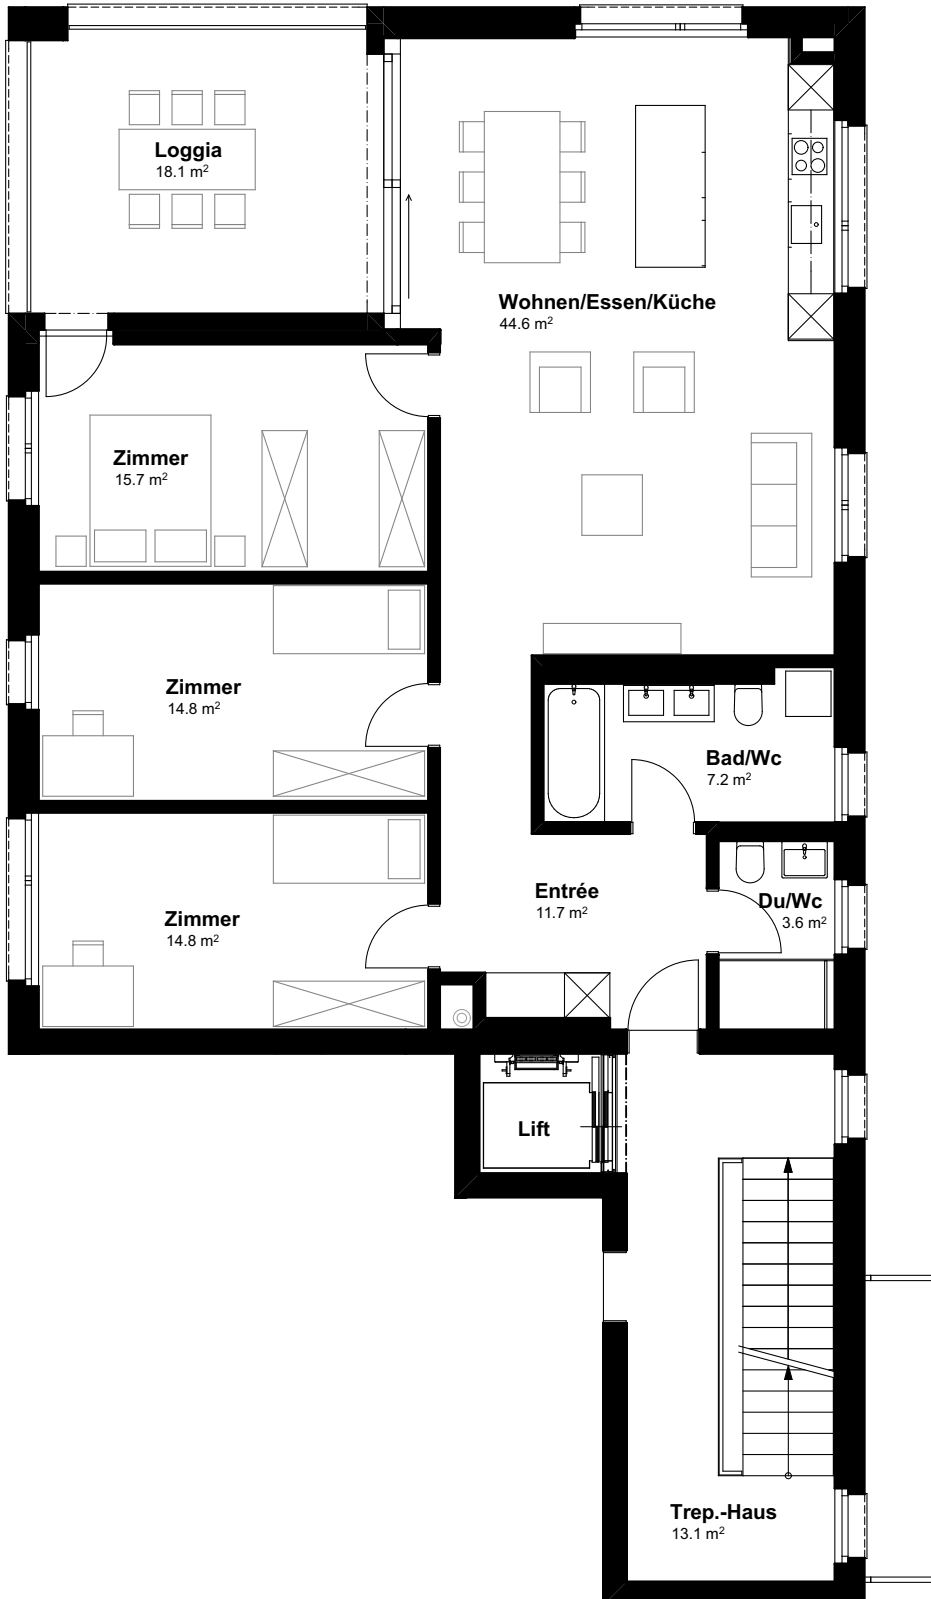 Loggia
18.1 m²
Wohnen/Essen/Küche
44.6 m²
Zimmer
15.7 m²
Zimmer
14.8 m²
Bad/Wc
7.2 m²
Entrée
11.7 m²
Du/Wc
3.6 m²
Zimmer
14.8 m²
Lift
Trep.-Haus
13.1 m²